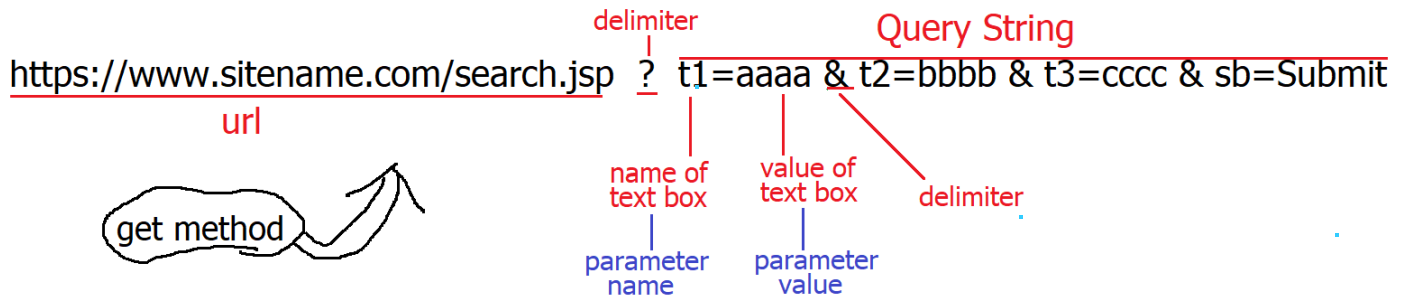 delimiter
Query String
https://www.sitename.com/search.jsp ? t1=aaaa & t2=bbbb & t3=cccc & sb=Submit
url
name of
text box
value of
text box
delimiter
get method
parameter
name
parameter
value